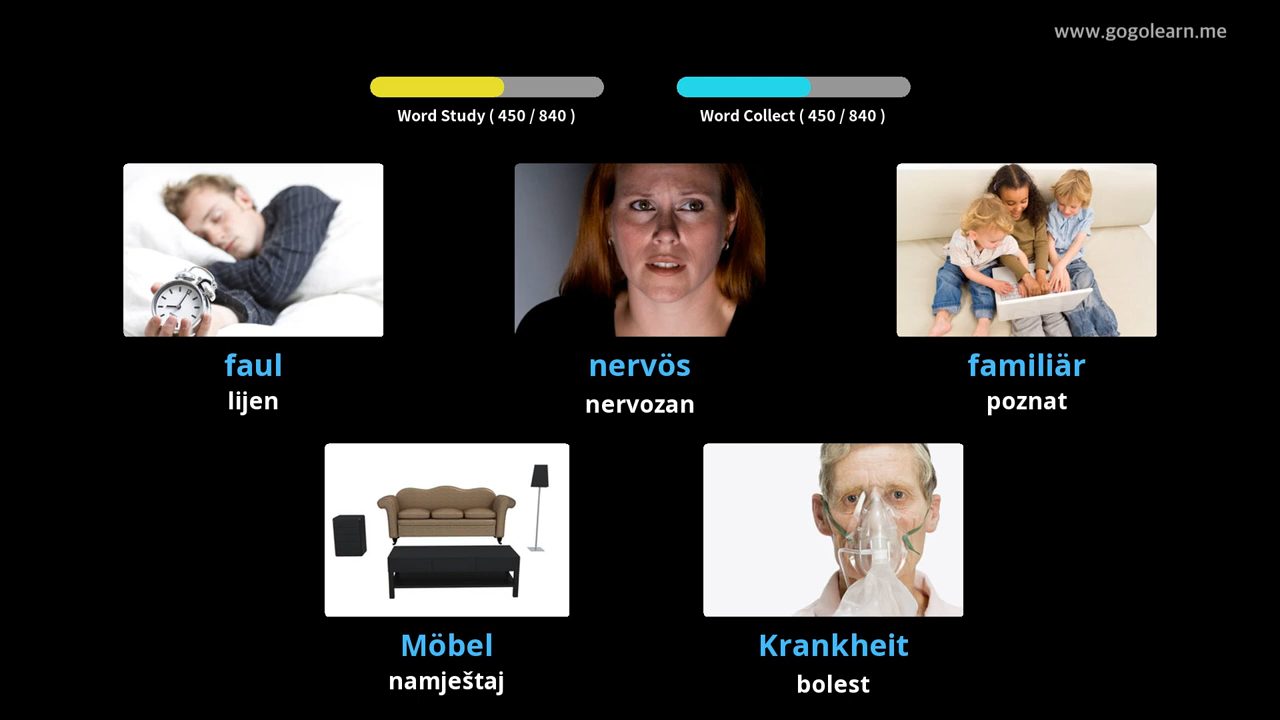 www.gogolearn.me
Word Study ( 450 / 840 )
Word Collect ( 450 / 840 )
faul
lijen
nervös
nervozan
familiär
poznat
Möbel
namještaj
Krankheit
bolest